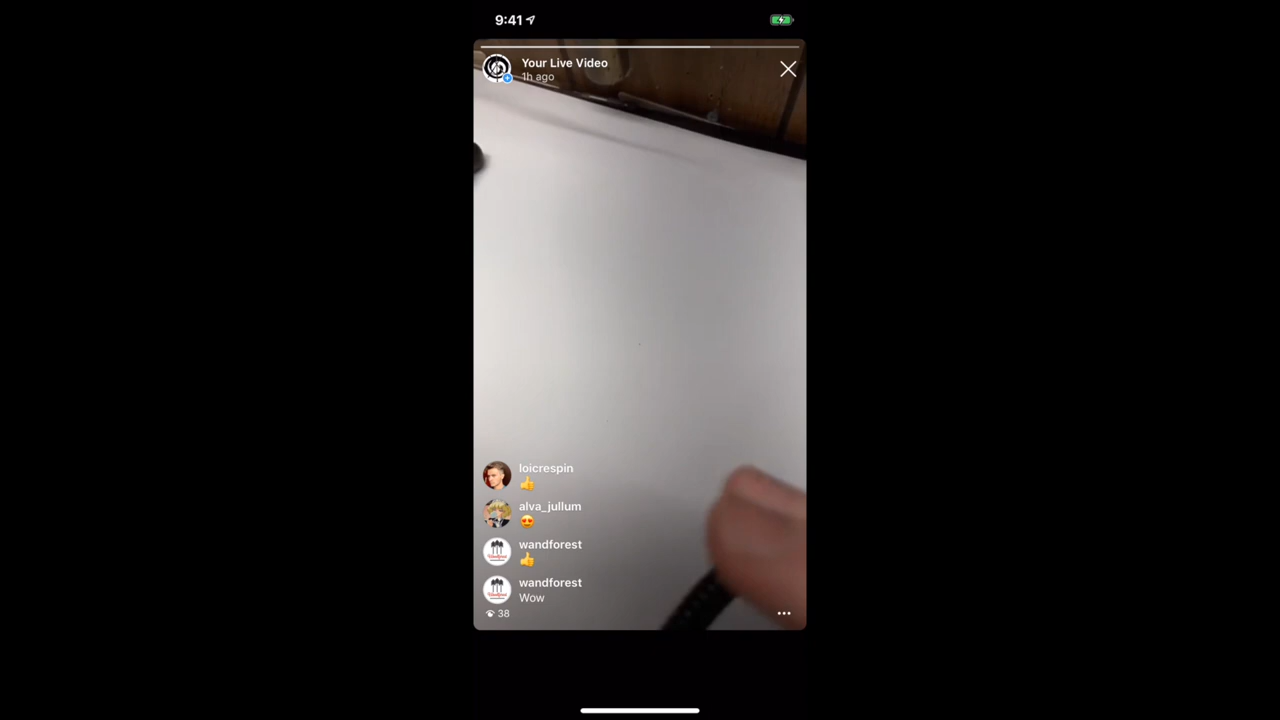 9:41
Your Live Video
1h ago
loicrespin
👍
alva_jullum
😍
wandforest
👍
wandforest
Wow
38